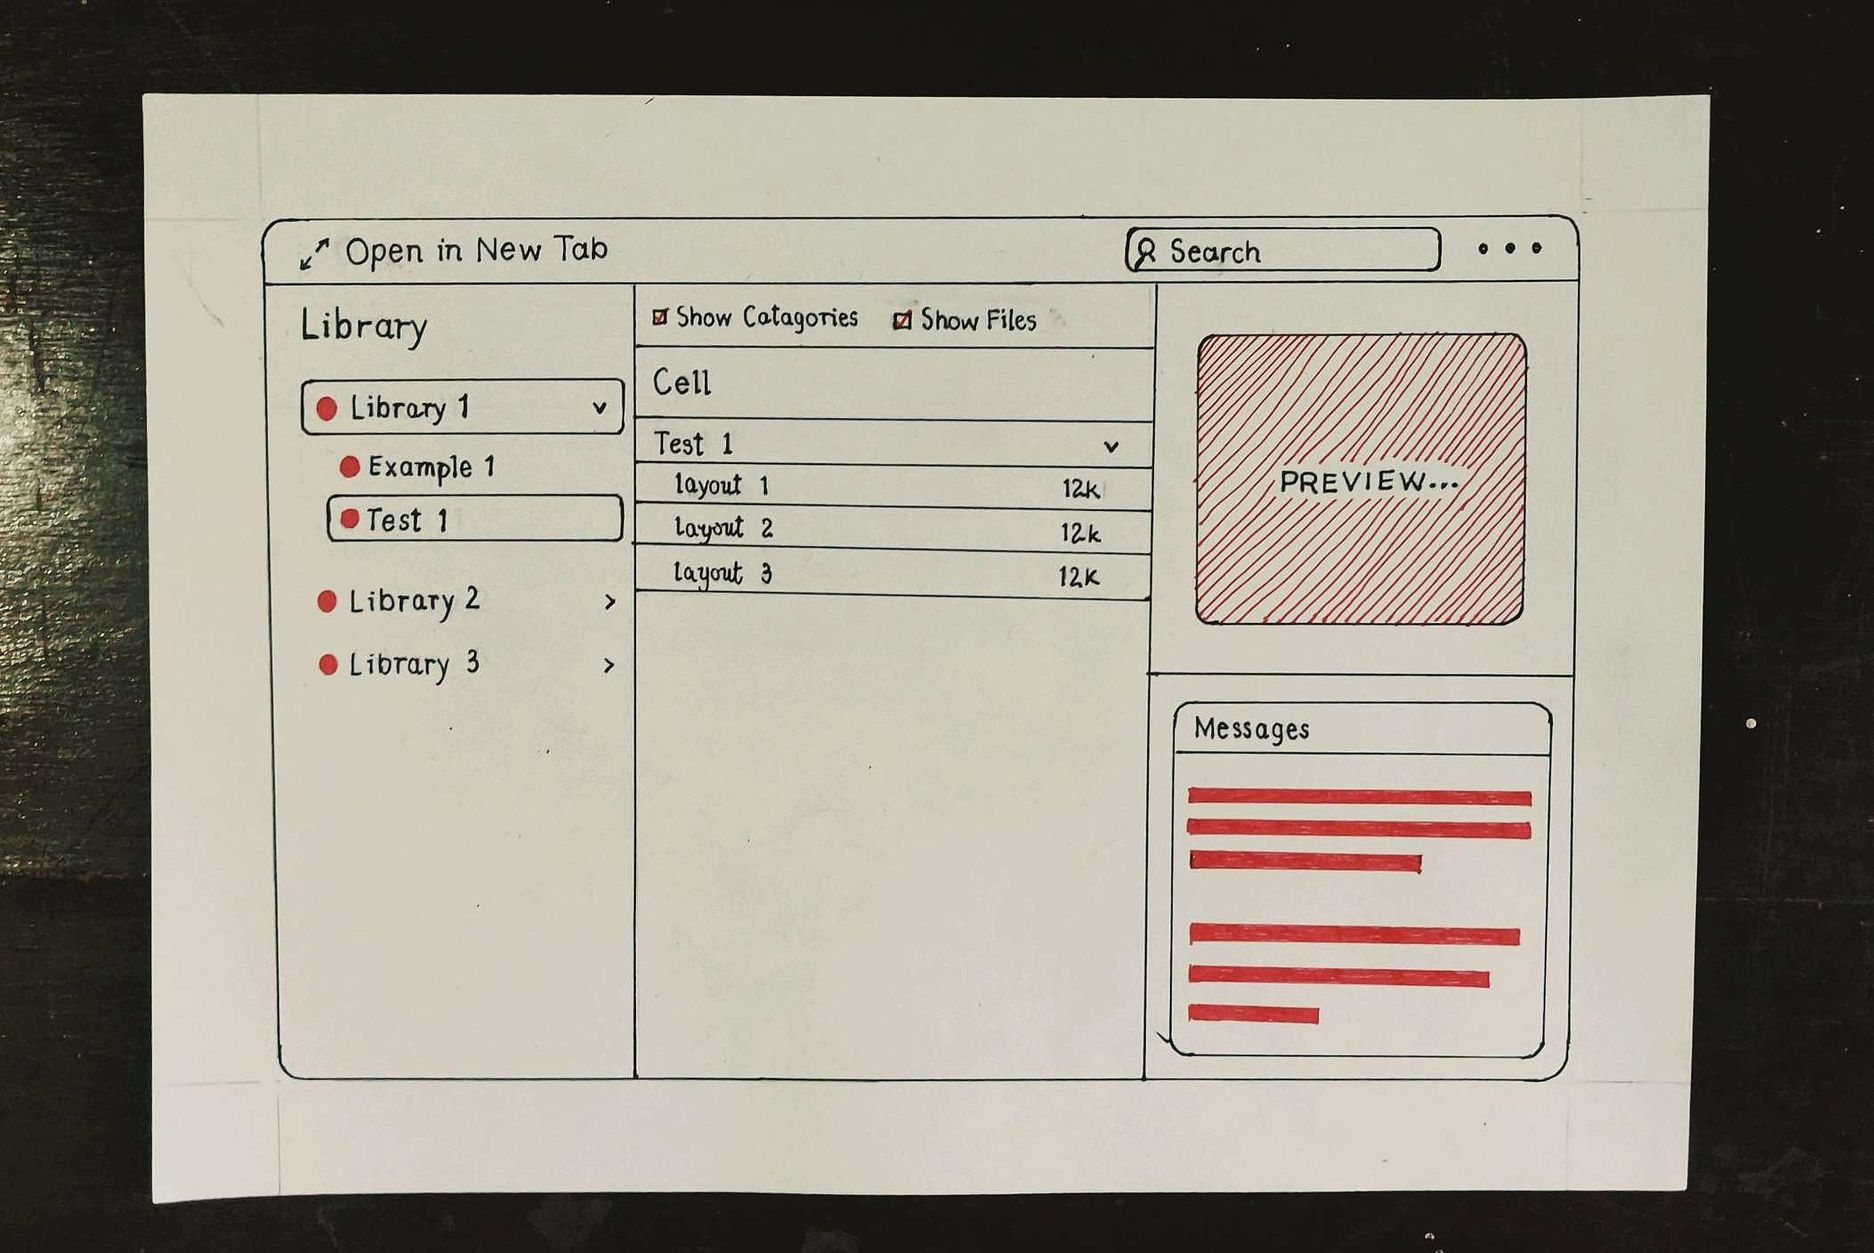 Open in New Tab
Search
Library
Library 1
Example 1
Test 1
Library 2
Library 3
Show Catagories
Show Files
Cell
Test 1
layout 1 12k
layout 2 12k
layout 3 12k
PREVIEW...
Messages